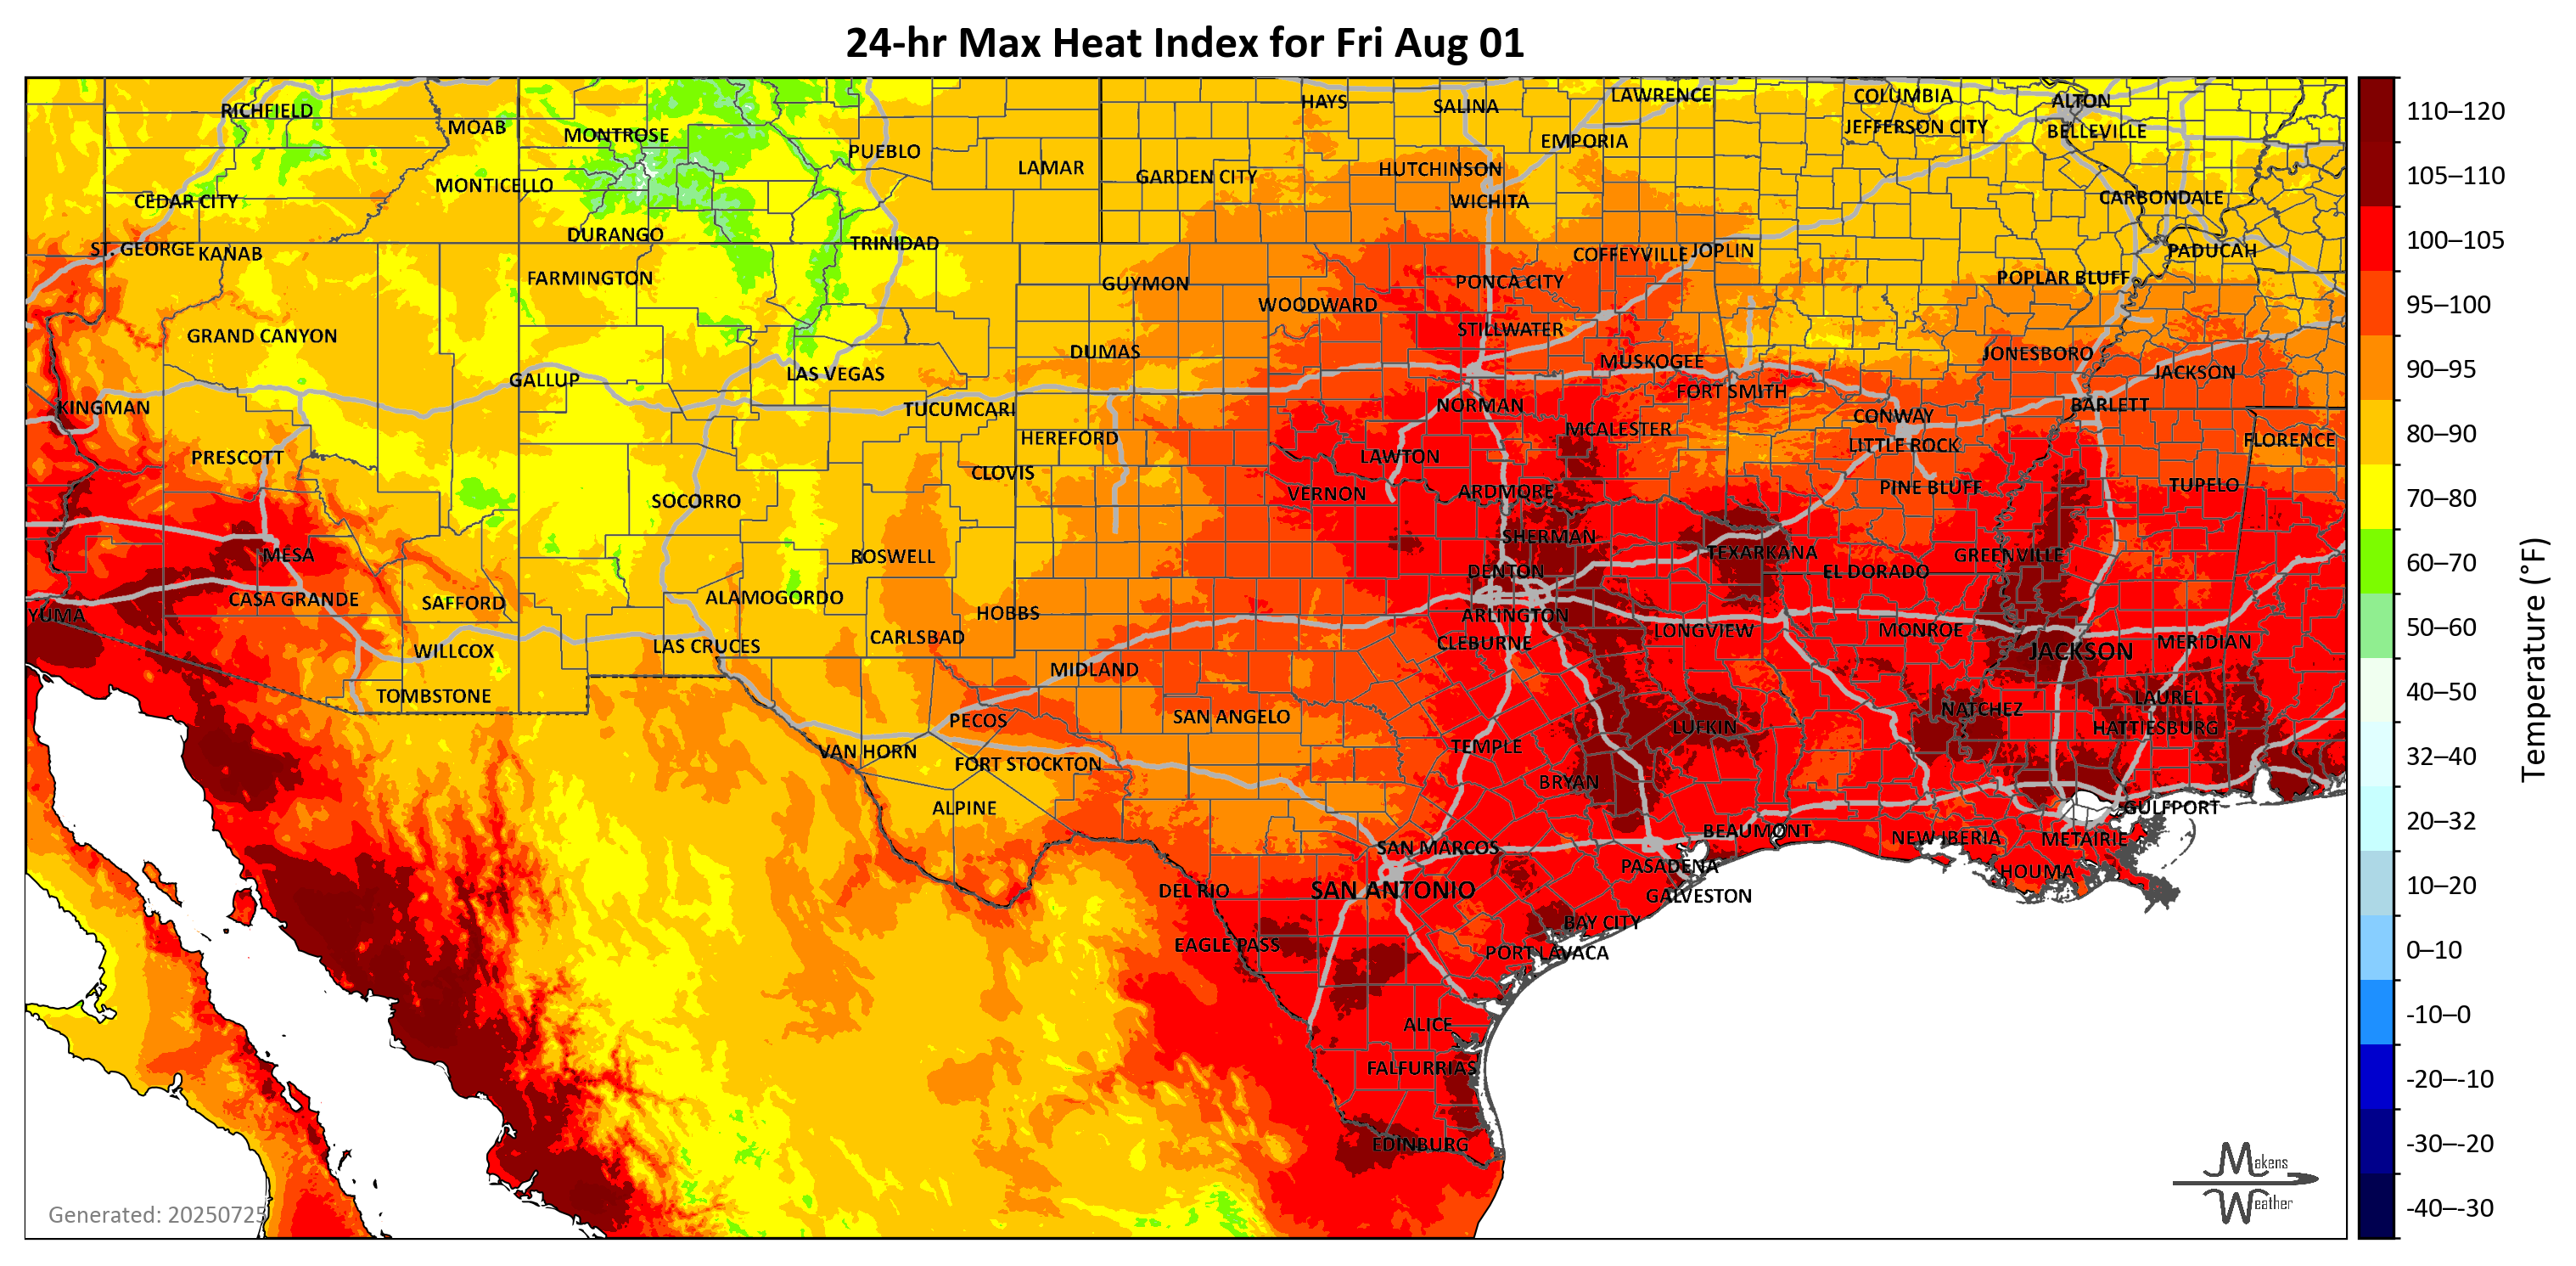 24-hr Max Heat Index for Fri Aug 01
RICHFIELD
MOAB
MONTROSE
PUEBLO
LAMAR
HAYS
SALINA
LAWRENCE
COLUMBIA
ALTON
EMPORIA
JEFFERSON CITY
BELLEVILLE
CEDAR CITY
MONTICELLO
GARDEN CITY
HUTCHINSON
WICHITA
CARBONDALE
ST. GEORGE
KANAB
DURANGO
TRINIDAD
COFFEYVILLE
JOPLIN
PADUCAH
FARMINGTON
GUYMON
PONCA CITY
POPLAR BLUFF
WOODWARD
GRAND CANYON
STILLWATER
DUMAS
MUSKOGEE
JONESBORO
GALLUP
LAS VEGAS
FORT SMITH
JACKSON
KINGMAN
TUCUMCARI
NORMAN
CONWAY
BARLETT
HEREFORD
MCALESTER
LITTLE ROCK
FLORENCE
PRESCOTT
CLOVIS
LAWTON
SOCORRO
VERNON
ARDMORE
PINE BLUFF
TUPELO
MESA
ROSWELL
SHERMAN
TEXARKANA
GREENVILLE
DENTON
EL DORADO
YUMA
CASA GRANDE
SAFFORD
ALAMOGORDO
HOBBS
ARLINGTON
WILLCOX
LAS CRUCES
CARLSBAD
CLEBURNE
LONGVIEW
MONROE
JACKSON
MERIDIAN
TOMBSTONE
MIDLAND
PECOS
SAN ANGELO
LUFKIN
NATCHEZ
LAUREL
HATTIESBURG
VAN HORN
FORT STOCKTON
TEMPLE
BRYAN
ALPINE
GULFPORT
SAN MARCOS
BEAUMONT
NEW IBERIA
METAIRIE
DEL RIO
SAN ANTONIO
PASADENA
HOUMA
GALVESTON
EAGLE PASS
BAY CITY
PORT LAVACA
ALICE
FALFURRIAS
EDINBURG
Generated: 20250725
Makens
Weather
110–120
105–110
100–105
95–100
90–95
80–90
70–80
60–70
50–60
40–50
32–40
20–32
10–20
0–10
-10–0
-20–-10
-30–-20
-40–-30
Temperature (°F)